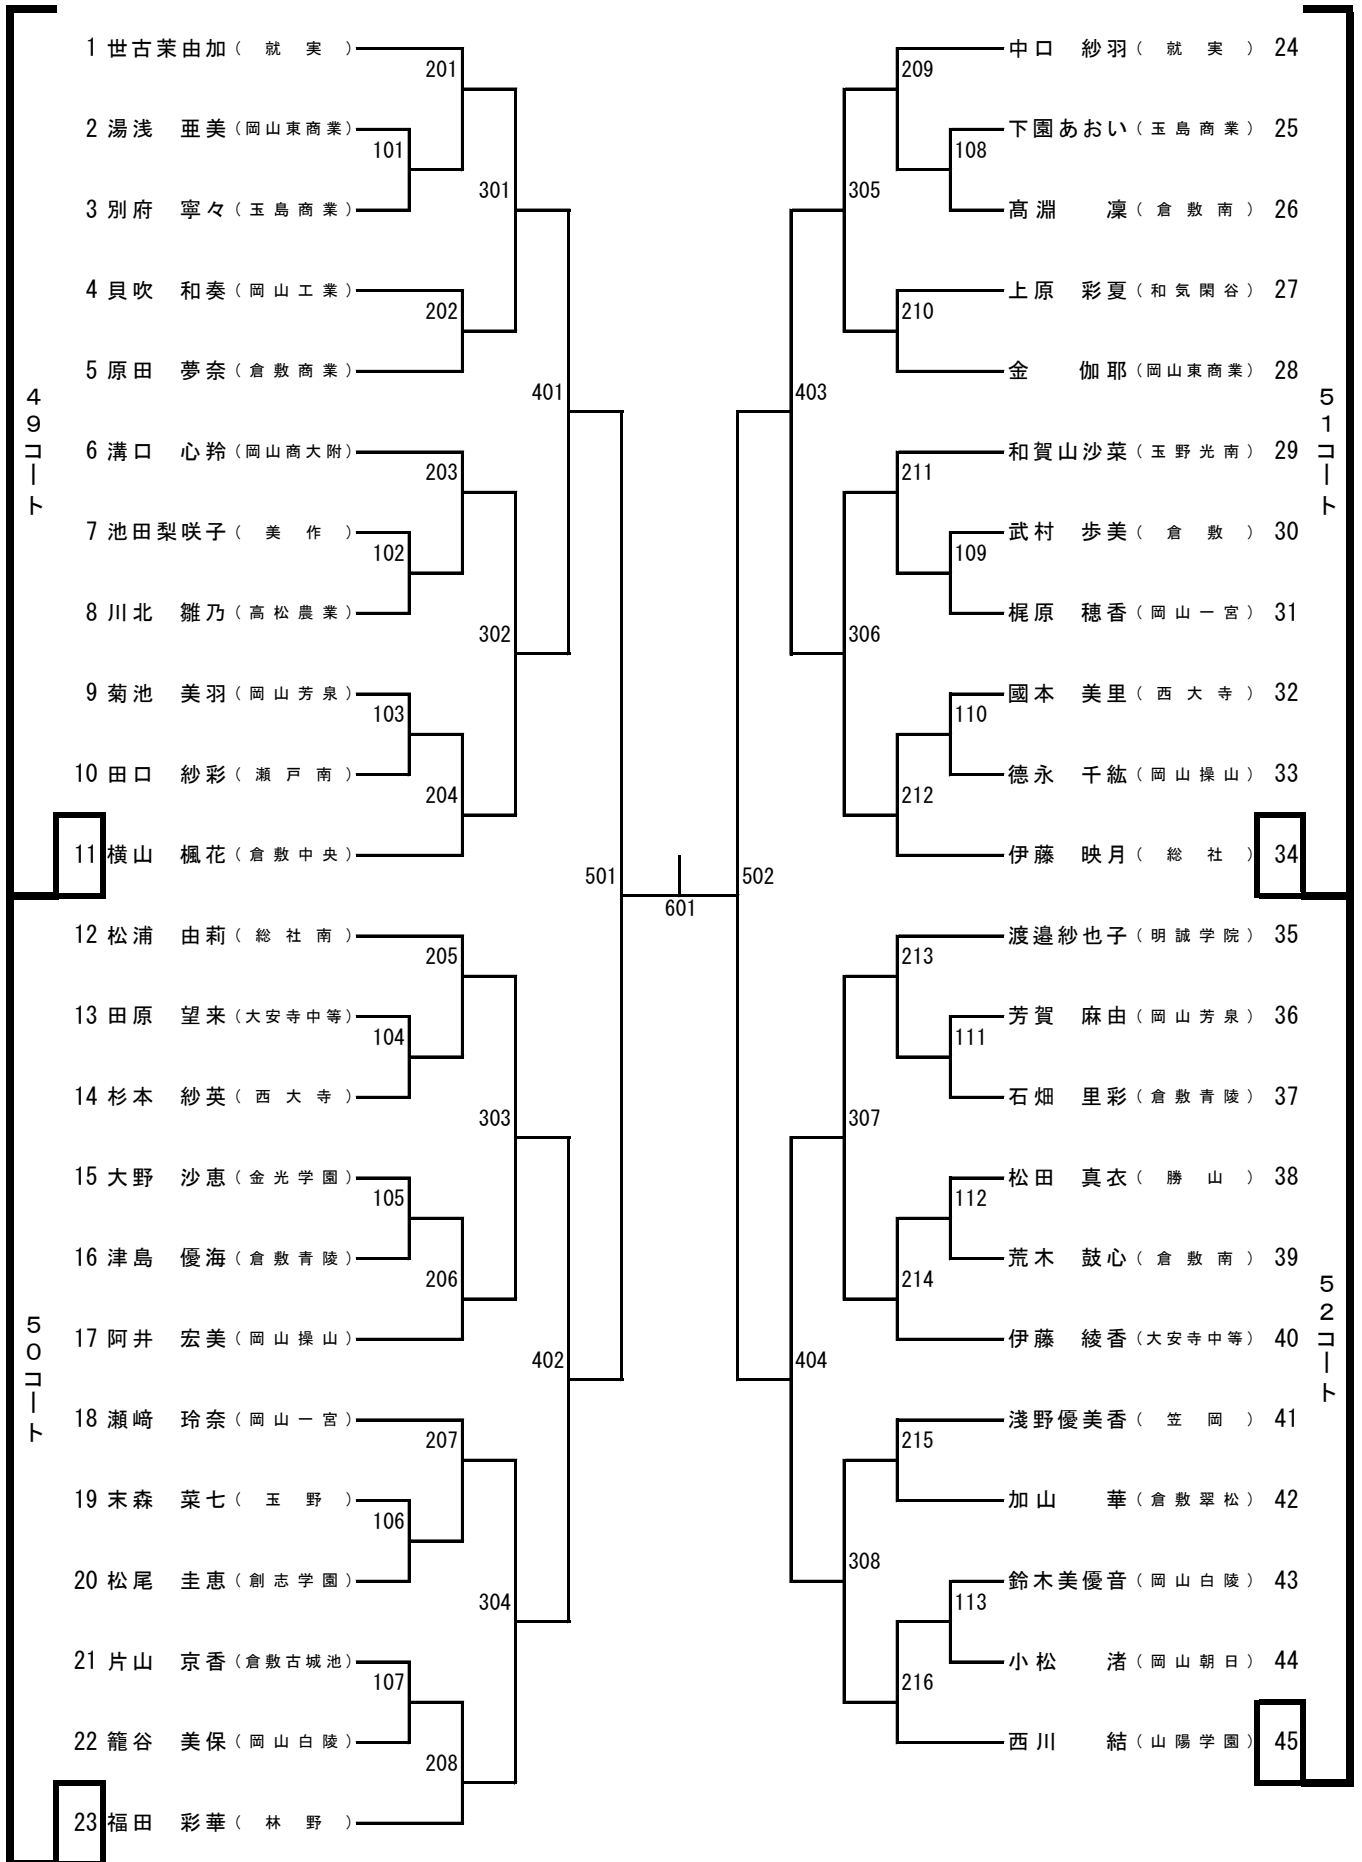 1 世古茉由加 ( 就 実 )
201
2 湯浅 亜美 ( 岡山東商業 )
101
3 別府 寧々 ( 玉島商業 )
301
4 貝吹 和奏 ( 岡山工業 )
202
5 原田 夢奈 ( 倉敷商業 )
401
49コート
6 溝口 心羚 ( 岡山商大附 )
203
7 池田梨咲子 ( 美 作 )
102
8 川北 雛乃 ( 高松農業 )
302
9 菊池 美羽 ( 岡山芳泉 )
103
10 田口 紗彩 ( 瀬戸南 )
204
11 横山 楓花 ( 倉敷中央 )
501
12 松浦 由莉 ( 総社南 )
205
13 田原 望来 ( 大安寺中等 )
104
14 杉本 紗英 ( 西大寺 )
303
15 大野 沙恵 ( 金光学園 )
105
16 津島 優海 ( 倉敷青陵 )
206
17 阿井 宏美 ( 岡山操山 )
402
50コート
18 瀬﨑 玲奈 ( 岡山一宮 )
207
19 末森 菜七 ( 玉 野 )
106
20 松尾 圭恵 ( 創志学園 )
304
21 片山 京香 ( 倉敷古城池 )
107
22 籠谷 美保 ( 岡山白陵 )
208
23 福田 彩華 ( 林 野 )
601
中口 紗羽 ( 就 実 ) 24
209
下園あおい ( 玉島商業 ) 25
108
髙淵 凜 ( 倉敷南 ) 26
305
上原 彩夏 ( 和気閑谷 ) 27
210
金 伽耶 ( 岡山東商業 ) 28
403
51コート
和賀山沙菜 ( 玉野光南 ) 29
211
武村 歩美 ( 倉 敷 ) 30
109
梶原 穂香 ( 岡山一宮 ) 31
306
國本 美里 ( 西大寺 ) 32
110
德永 千紘 ( 岡山操山 ) 33
212
伊藤 映月 ( 総 社 ) 34
502
渡邉紗也子 ( 明誠学院 ) 35
213
芳賀 麻由 ( 岡山芳泉 ) 36
111
石畑 里彩 ( 倉敷青陵 ) 37
307
松田 真衣 ( 勝 山 ) 38
112
荒木 鼓心 ( 倉敷南 ) 39
214
伊藤 綾香 ( 大安寺中等 ) 40
404
52コート
淺野優美香 ( 笠 岡 ) 41
215
加山 華 ( 倉敷翠松 ) 42
308
鈴木美優音 ( 岡山白陵 ) 43
113
小松 渚 ( 岡山朝日 ) 44
216
西川 結 ( 山陽学園 ) 45